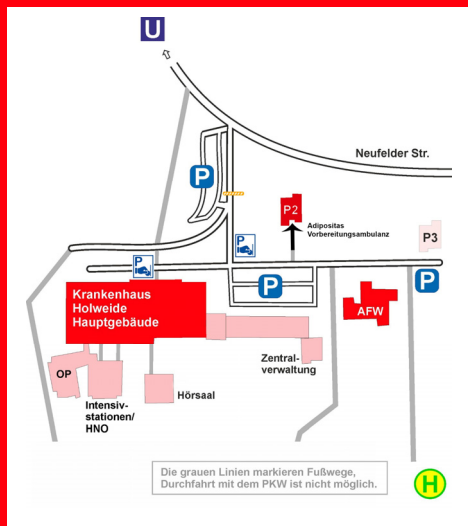 U
Neufelder Str.
P
P2
Adipositas
Vorbereitungsambulanz
P3
P
P
P
P
Krankenhaus
Holweide
Hauptgebäude
AFW
Zentral-
verwaltung
OP
Intensiv-
stationen/
HNO
Hörsaal
Die grauen Linien markieren Fußwege,
Durchfahrt mit dem PKW ist nicht möglich.
H